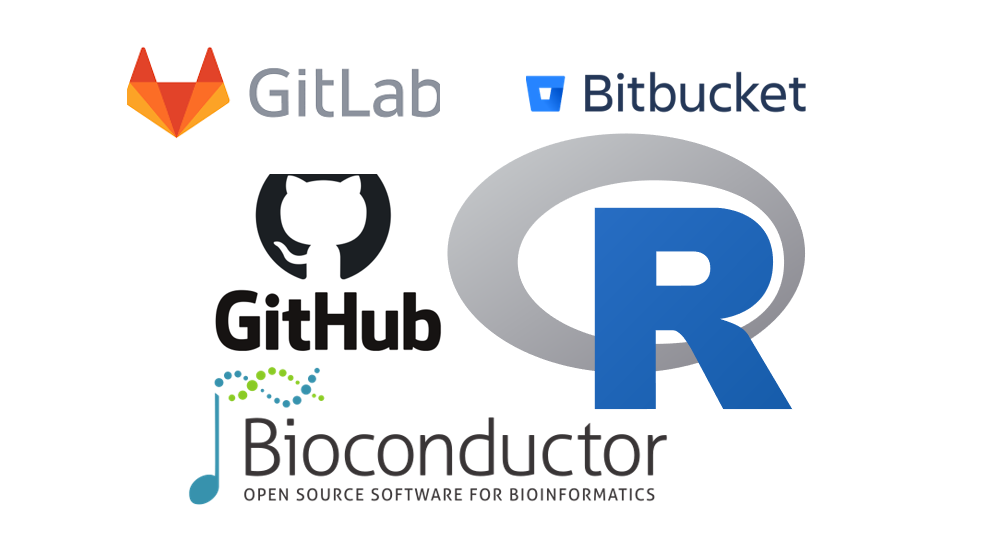 GitLab
Bitbucket
GitHub
R
Bioconductor
OPEN SOURCE SOFTWARE FOR BIOINFORMATICS